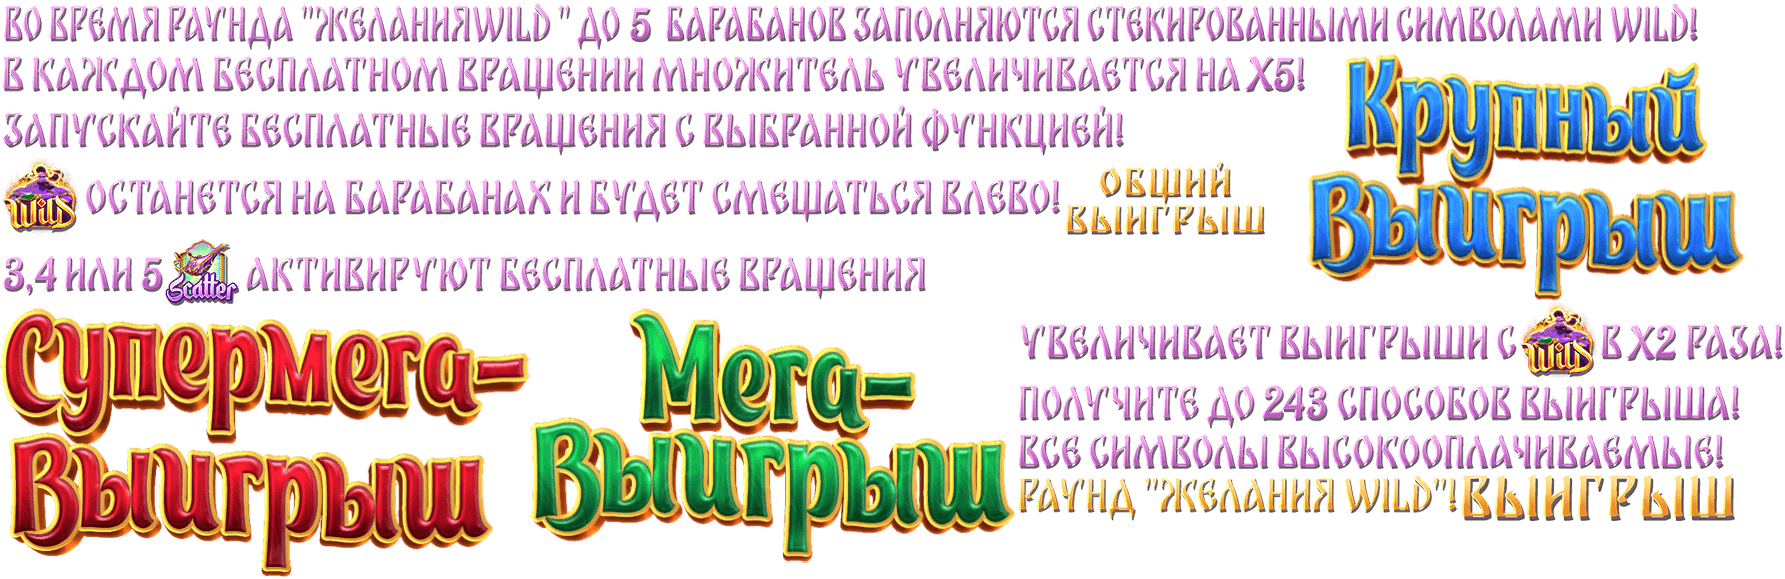 ВО ВРЕМЯ РАУНДА "ЖЕЛАНИЯWILD " ДО 5 БАРАБАНОВ ЗАПОЛНЯЮТСЯ СТЕКИРОВАННЫМИ СИМВОЛАМИ WILD!
В КАЖДОМ БЕСПЛАТНОМ ВРАЩЕНИИ МНОЖИТЕЛЬ УВЕЛИЧИВАЕТСЯ НА X5!
ЗАПУСКАЙТЕ БЕСПЛАТНЫЕ ВРАЩЕНИЯ С ВЫБРАННОЙ ФУНКЦИЕЙ!
Крупный
Выигрыш
Wild ОСТАНЕТСЯ НА БАРАБАНАХ И БУДЕТ СМЕЩАТЬСЯ ВЛЕВО!
ОБЩИЙ
ВЫИГРЫШ
3,4 ИЛИ 5 Scatter АКТИВИРУЮТ БЕСПЛАТНЫЕ ВРАЩЕНИЯ
Супермега-
Выигрыш
Мега-
Выигрыш
УВЕЛИЧИВАЕТ ВЫИГРЫШИ С Wild В X2 РАЗА!
ПОЛУЧИТЕ ДО 243 СПОСОБОВ ВЫИГРЫША!
ВСЕ СИМВОЛЫ ВЫСОКООПЛАЧИВАЕМЫЕ!
РАУНД "ЖЕЛАНИЯ WILD"! ВЫИГРЫШ